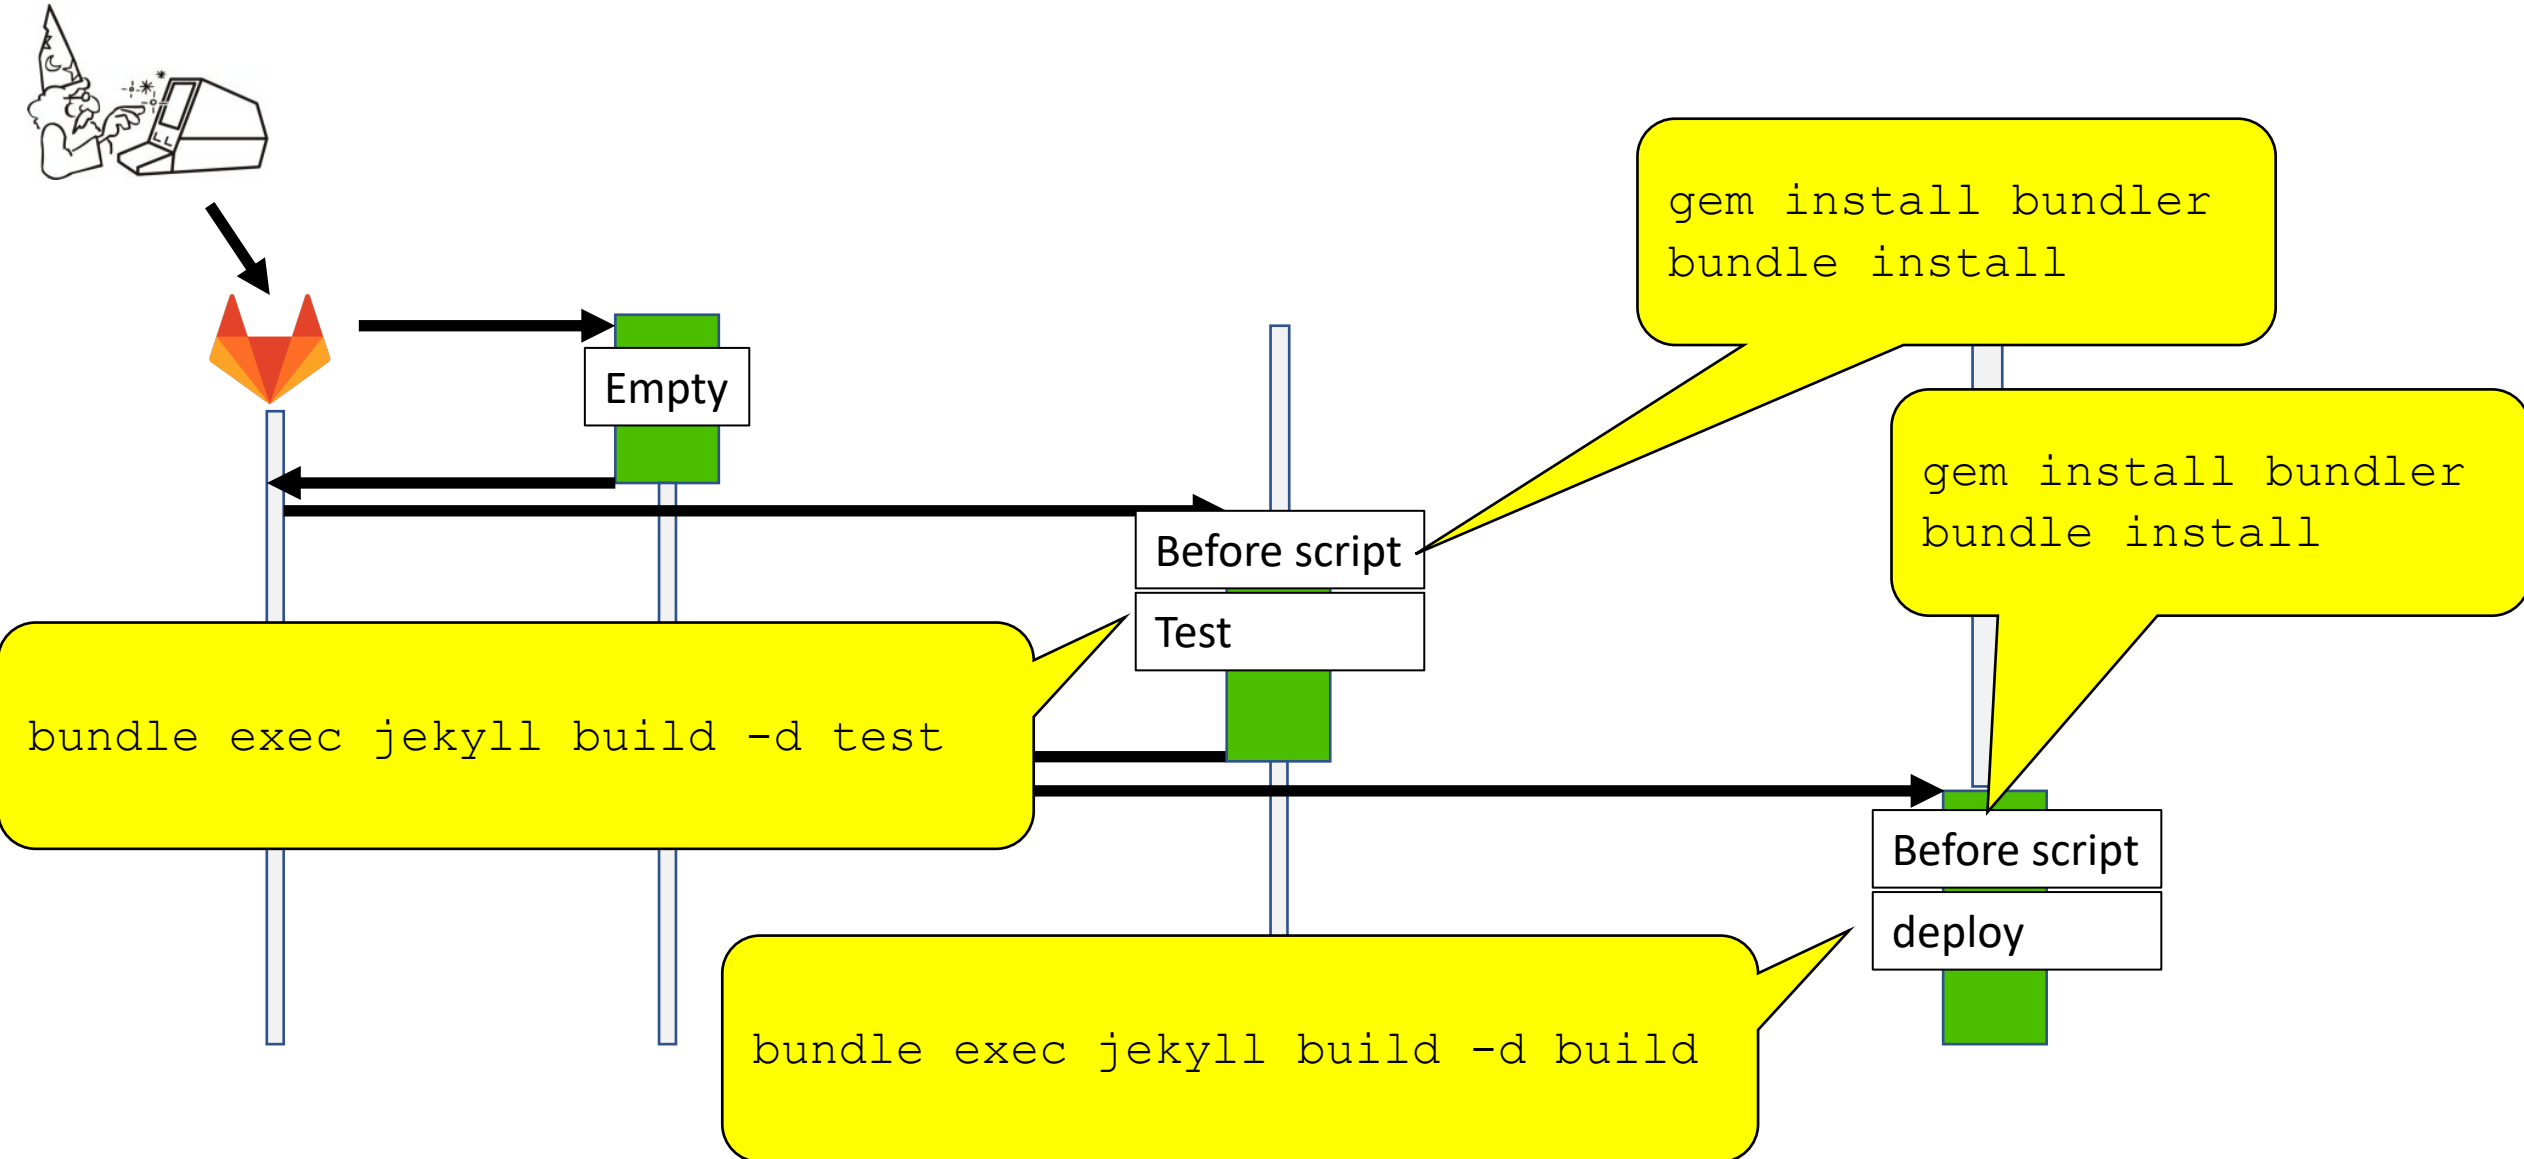 gem install bundler
bundle install
Empty
gem install bundler
bundle install
Before script
Test
bundle exec jekyll build -d test
Before script
deploy
bundle exec jekyll build -d build